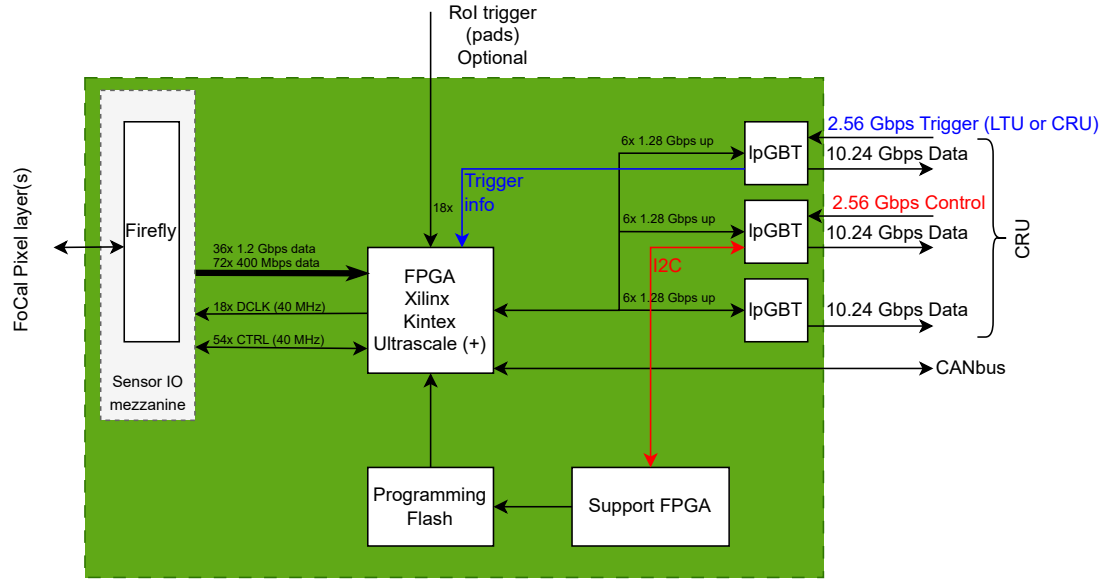 RoI trigger
(pads)
Optional
FoCal Pixel layer(s)
Firefly
Sensor IO
mezzanine
36x 1.2 Gbps data
72x 400 Mbps data
18x DCLK (40 MHz)
54x CTRL (40 MHz)
18x
Trigger
info
FPGA
Xilinx
Kintex
Ultrascale (+)
6x 1.28 Gbps up
lpGBT
2.56 Gbps Trigger (LTU or CRU)
10.24 Gbps Data
6x 1.28 Gbps up
lpGBT
2.56 Gbps Control
10.24 Gbps Data
I2C
6x 1.28 Gbps up
lpGBT
10.24 Gbps Data
CRU
CANbus
Programming
Flash
Support FPGA